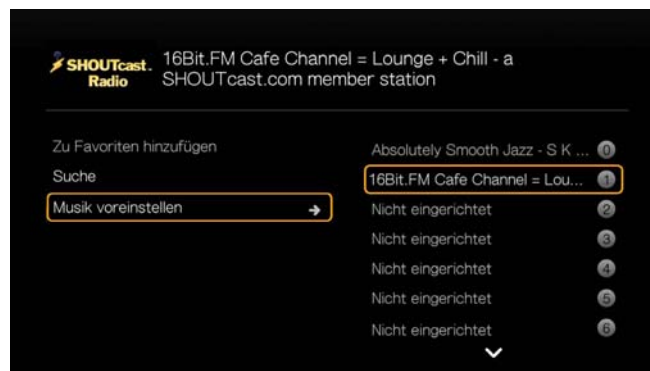 SHOUTcast.
Radio
16Bit.FM Cafe Channel = Lounge + Chill - a
SHOUTcast.com member station
Zu Favoriten hinzufügen
Suche
Musik voreinstellen
Absolutely Smooth Jazz - S K ... 0
16Bit.FM Cafe Channel = Lou... 1
Nicht eingerichtet 2
Nicht eingerichtet 3
Nicht eingerichtet 4
Nicht eingerichtet 5
Nicht eingerichtet 6